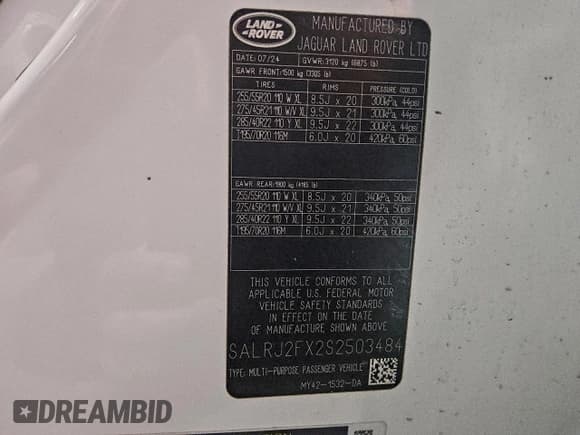 LAND
ROVER
MANUFACTURED BY
JAGUAR LAND ROVER LTD
DATE: 07/24 GVWR: 3120 kg (6875 lb)
GAWR FRONT: 1500 kg (3305 lb)
TIRES RIMS PRESSURE (COLD)
255/55R20 110 W XL 8.5J x 20 300kPa, 44psi
275/45R21 110 W/V XL 9.5J x 21 300kPa, 44psi
285/40R22 110 Y XL 9.5J x 22 300kPa, 44psi
T195/70R20 116M 6.0J x 20 420kPa, 60psi
GAWR REAR: 1900 kg (4185 lb)
255/55R20 110 W XL 8.5J x 20 340kPa, 50psi
275/45R21 110 W/V XL 9.5J x 21 340kPa, 50psi
285/40R22 110 Y XL 9.5J x 22 340kPa, 50psi
T195/70R20 116M 6.0J x 20 420kPa, 60psi
THIS VEHICLE CONFORMS TO ALL
APPLICABLE U.S. FEDERAL MOTOR
VEHICLE SAFETY STANDARDS
IN EFFECT ON THE DATE
OF MANUFACTURE SHOWN ABOVE
SALRJ2FX2S2503484
TYPE: MULTI-PURPOSE PASSENGER VEHICLE
MY42-1532-DA
DREAMBID